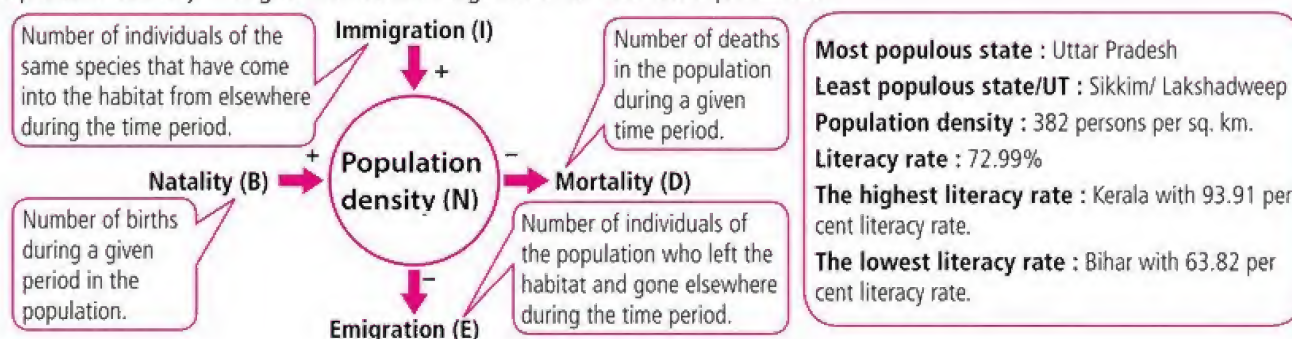 Immigration (I)
Number of individuals of the
same species that have come
into the habitat from elsewhere
during the time period.
+
Number of deaths
in the population
during a given
time period.
Natality (B)
+
Population
density (N)
−
Mortality (D)
Number of births
during a given
period in the
population.
−
Emigration (E)
Number of individuals of
the population who left the
habitat and gone elsewhere
during the time period.
Most populous state : Uttar Pradesh
Least populous state/UT : Sikkim/ Lakshadweep
Population density : 382 persons per sq. km.
Literacy rate : 72.99%
The highest literacy rate : Kerala with 93.91 per
cent literacy rate.
The lowest literacy rate : Bihar with 63.82 per
cent literacy rate.